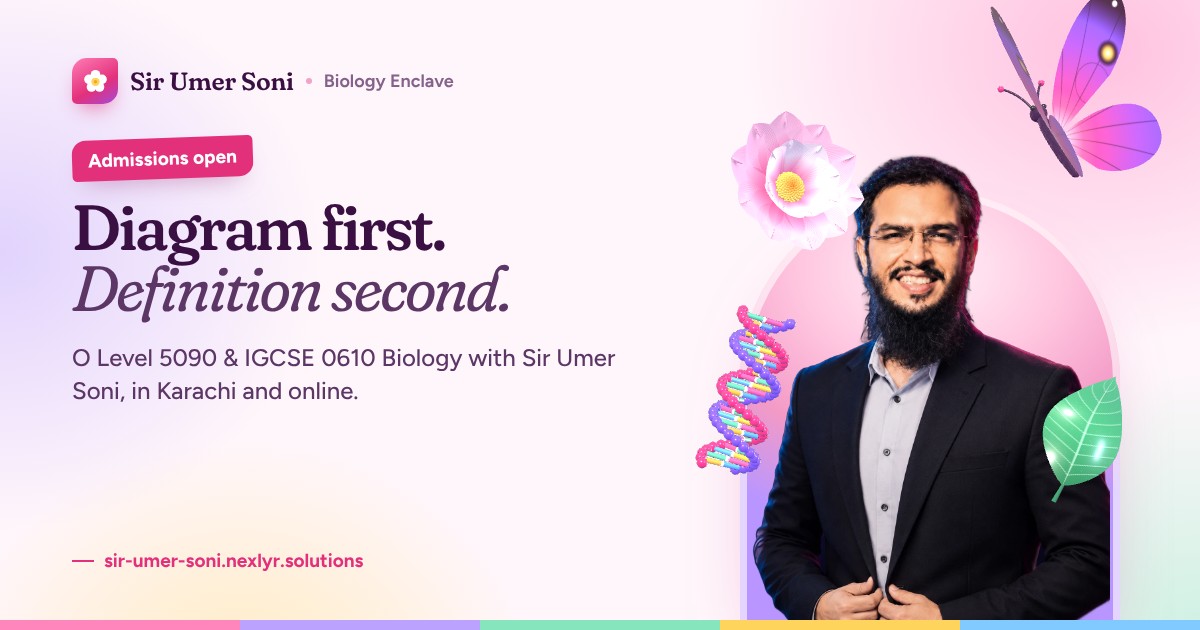 Sir Umer Soni • Biology Enclave
Admissions open
Diagram first.
Definition second.
O Level 5090 & IGCSE 0610 Biology with Sir Umer
Soni, in Karachi and online.
— sir-umer-soni.nexlyr.solutions